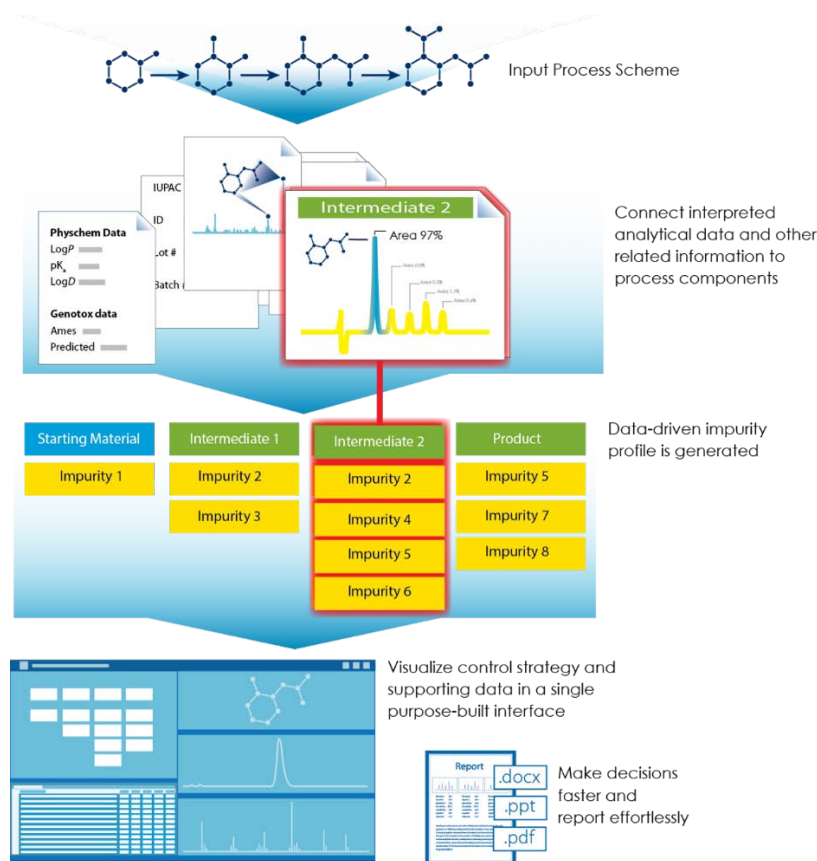 Input Process Scheme
IUPAC
ID
Lot #
Batch
Physchem Data
LogP
pKa
LogD
Genotox data
Ames
Predicted
Intermediate 2
Area 97%
Connect interpreted
analytical data and other
related information to
process components
Starting Material
Intermediate 1
Intermediate 2
Product
Impurity 1
Impurity 2
Impurity 2
Impurity 5
Impurity 3
Impurity 4
Impurity 7
Impurity 5
Impurity 8
Impurity 6
Data-driven impurity
profile is generated
Visualize control strategy and
supporting data in a single
purpose-built interface
Report
.docx
.ppt
.pdf
Make decisions
faster and
report effortlessly